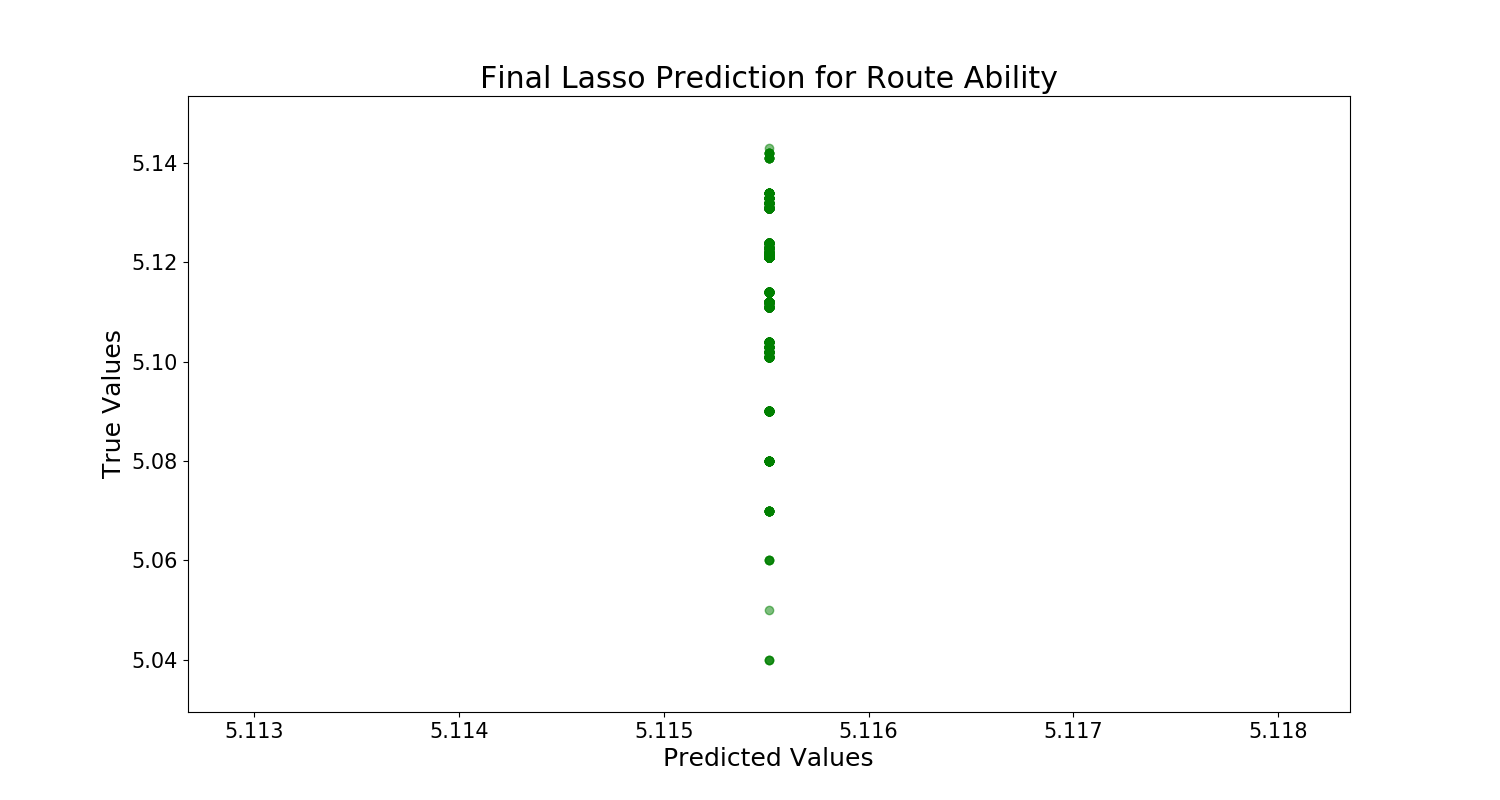 Final Lasso Prediction for Route Ability
5.14
5.12
5.10
5.08
5.06
5.04
True Values
5.113 5.114 5.115 5.116 5.117 5.118
Predicted Values